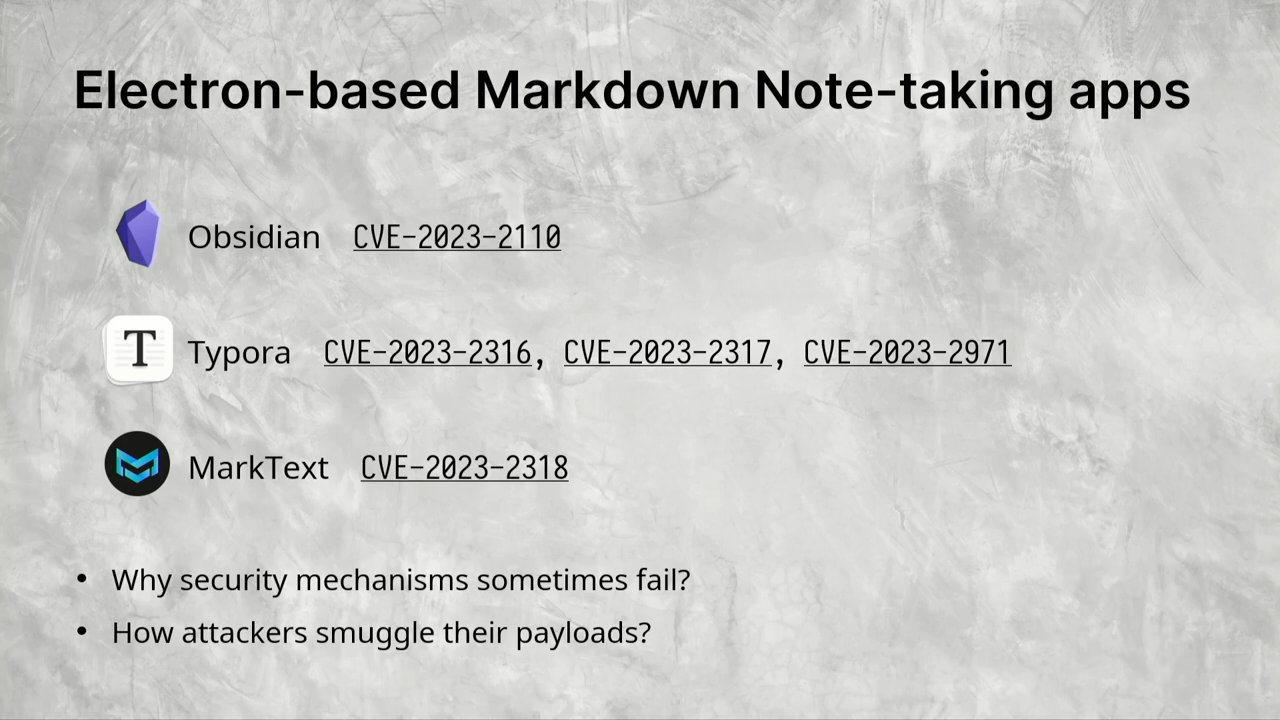 Electron-based Markdown Note-taking apps
Obsidian CVE-2023-2110
T Typora CVE-2023-2316, CVE-2023-2317, CVE-2023-2971
MarkText CVE-2023-2318
• Why security mechanisms sometimes fail?
• How attackers smuggle their payloads?